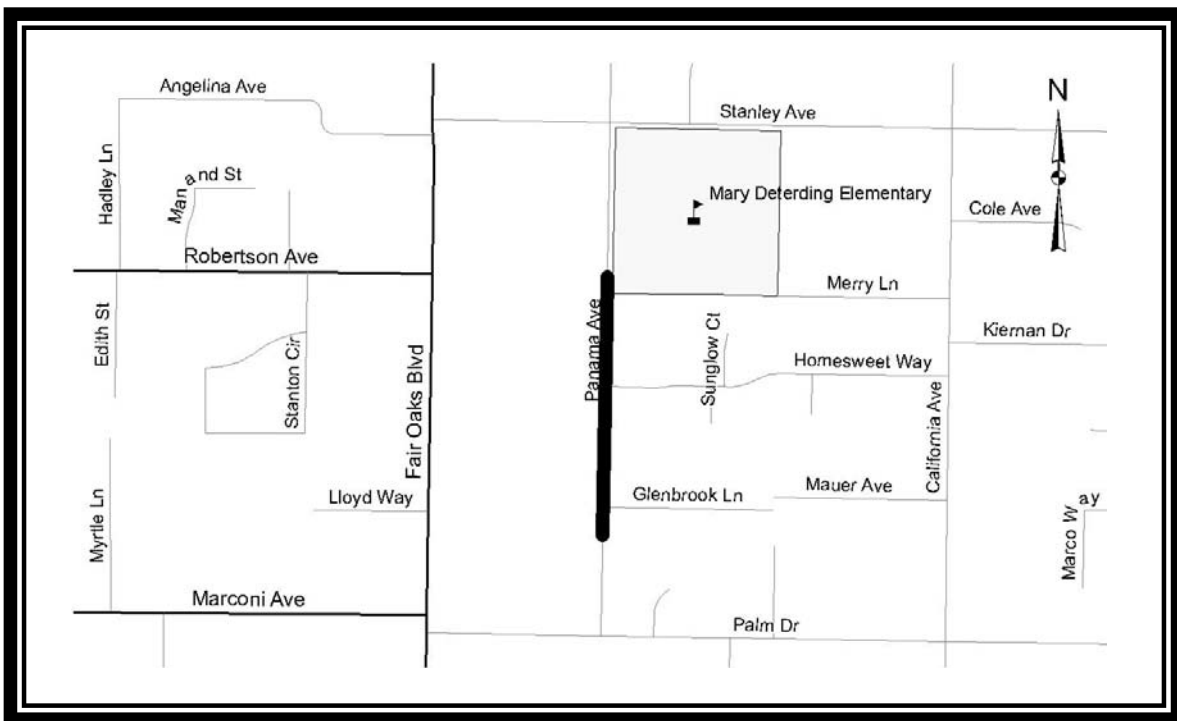 Angelina Ave
Stanley Ave
N
Hadley Ln
Man a nd St
Mary Deterding Elementary
Cole Ave
Robertson Ave
Merry Ln
Edith St
Stanton Cir
Fair Oaks Blvd
Panama Ave
Sunglow Ct
Kiernan Dr
Homesweet Way
California Ave
Lloyd Way
Glenbrook Ln
Mauer Ave
Myrtle Ln
Marco W ay
Marconi Ave
Palm Dr